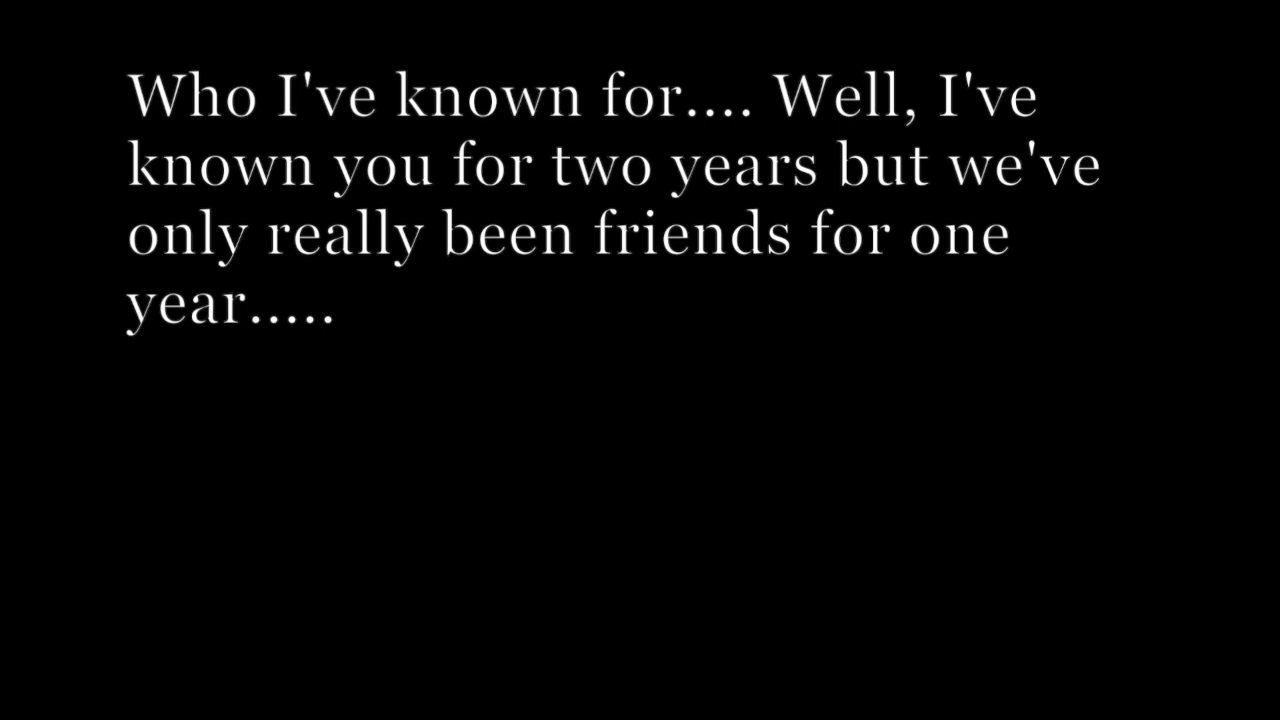 Who I've known for.... Well, I've
known you for two years but we've
only really been friends for one
year.....